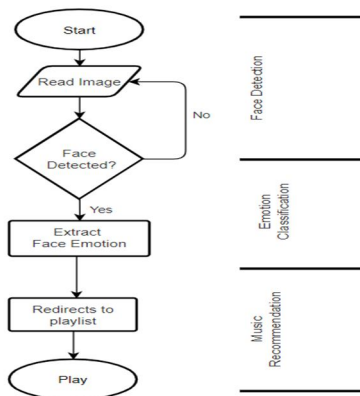 Start
Read Image
No
Face
Detected?
Yes
Extract
Face Emotion
Redirects to
playlist
Play
Face Detection
Emotion
Classification
Music
Recommendation